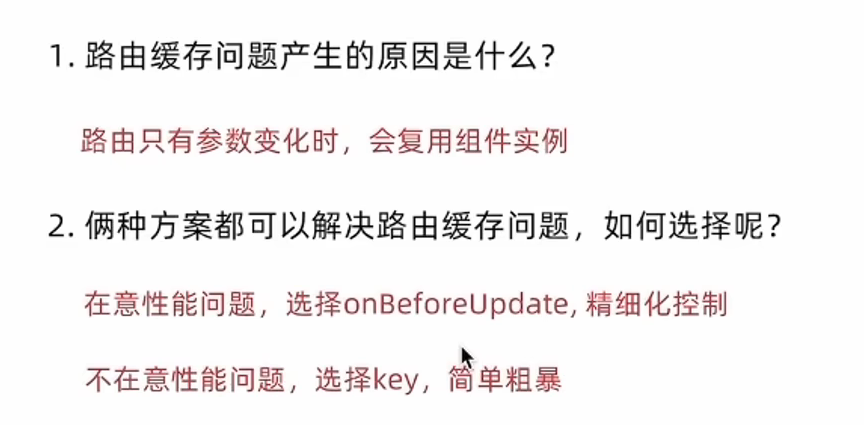 1. 路由缓存问题产生的原因是什么?
路由只有参数变化时，会复用组件实例
2. 俩种方案都可以解决路由缓存问题，如何选择呢?
在意性能问题，选择onBeforeUpdate, 精细化控制
不在意性能问题，选择key，简单粗暴